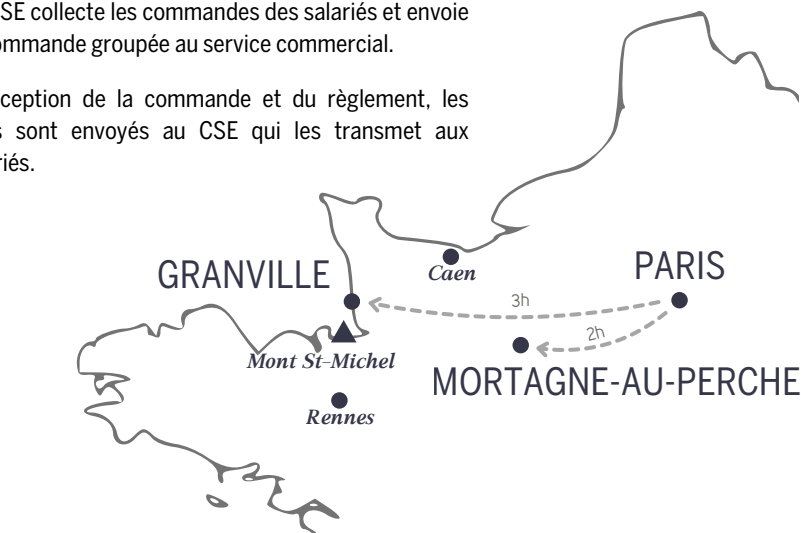 SE collecte les commandes des salariés et envoie
ommande groupée au service commercial.
ception de la commande et du règlement, les
s sont envoyés au CSE qui les transmet aux
riés.
GRANVILLE
Caen
PARIS
3h
2h
Mont St-Michel
MORTAGNE-AU-PERCHE
Rennes